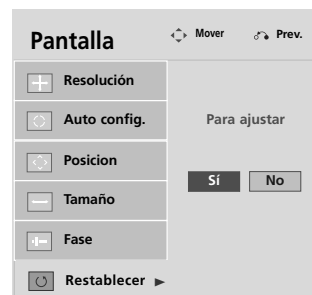 Pantalla
Mover
Prev.
Resolución
Auto config.
Posicion
Tamaño
Fase
Restablecer ►
Para ajustar
Sí
No